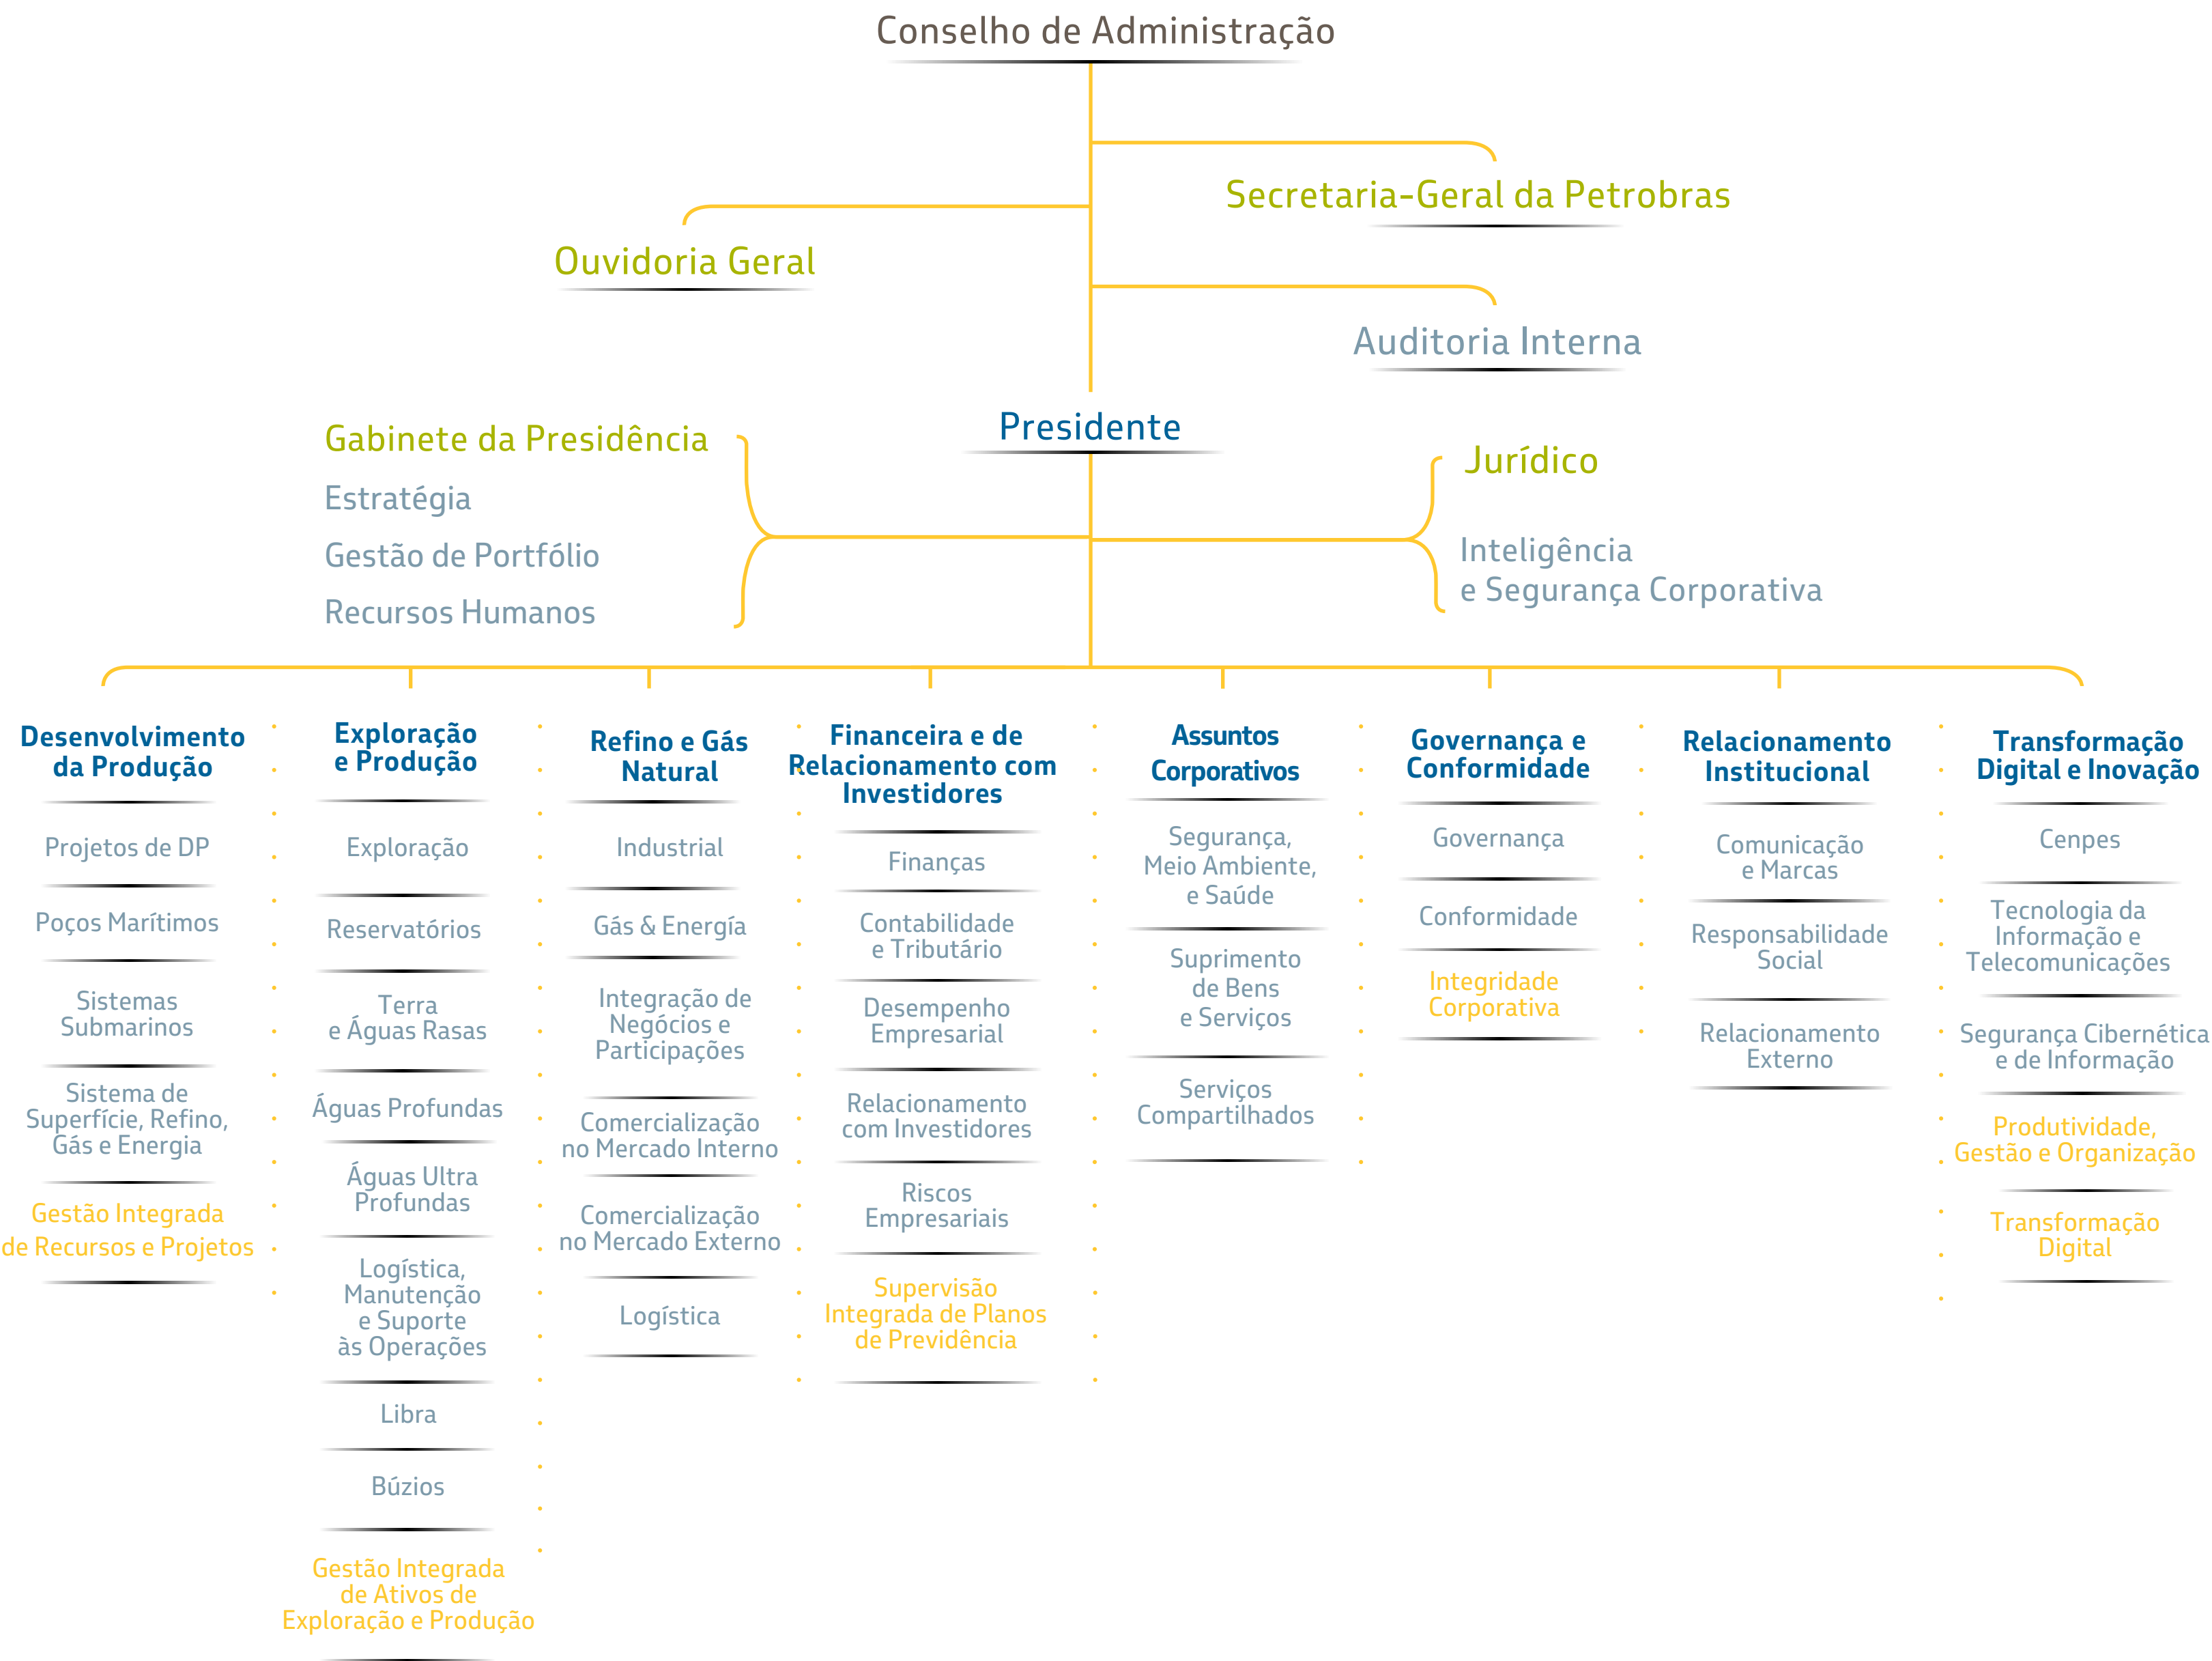 Conselho de Administração
Secretaria-Geral da Petrobras
Ouvidoria Geral
Auditoria Interna
Presidente
Gabinete da Presidência
Estratégia
Gestão de Portfólio
Recursos Humanos
Jurídico
Inteligência
e Segurança Corporativa
Desenvolvimento
da Produção
Projetos de DP
Poços Marítimos
Sistemas
Submarinos
Sistema de
Superfície, Refino,
Gás e Energia
Gestão Integrada
de Recursos e Projetos
Exploração
e Produção
Exploração
Reservatórios
Terra
e Águas Rasas
Águas Profundas
Águas Ultra
Profundas
Logística,
Manutenção
e Suporte
às Operações
Libra
Búzios
Gestão Integrada
de Ativos de
Exploração e Produção
Refino e Gás
Natural
Industrial
Gás & Energía
Integração de
Negócios e
Participações
Comercialização
no Mercado Interno
Comercialização
no Mercado Externo
Logística
Financeira e de
Relacionamento com
Investidores
Finanças
Contabilidade
e Tributário
Desempenho
Empresarial
Relacionamento
com Investidores
Riscos
Empresariais
Supervisão
Integrada de Planos
de Previdência
Assuntos
Corporativos
Segurança,
Meio Ambiente,
e Saúde
Suprimento
de Bens
e Serviços
Serviços
Compartilhados
Governança e
Conformidade
Governança
Conformidade
Integridade
Corporativa
Relacionamento
Institucional
Comunicação
e Marcas
Responsabilidade
Social
Relacionamento
Externo
Transformação
Digital e Inovação
Cenpes
Tecnologia da
Informação e
Telecomunicações
Segurança Cibernética
e de Informação
Produtividade,
Gestão e Organização
Transformação
Digital